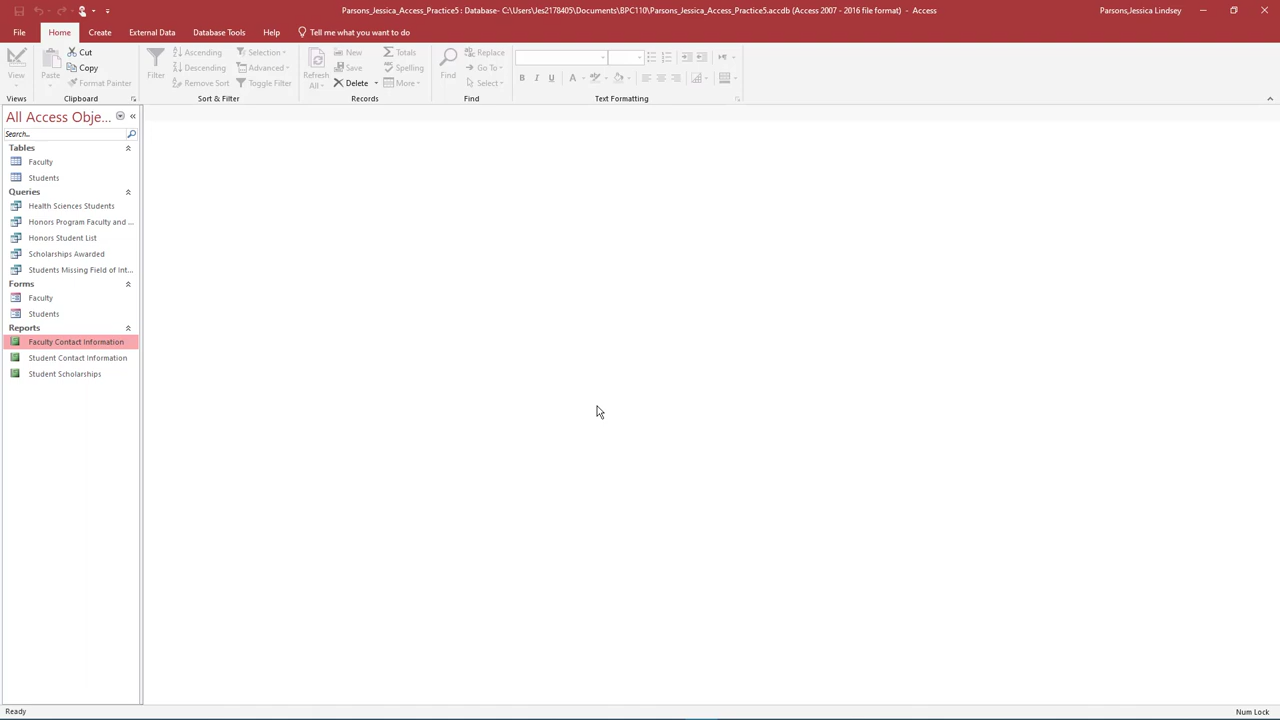 Parsons_Jessica_Access_Practice5 : Database- C:\Users\Jes2178405\Documents\BPC110\Parsons_Jessica_Access_Practice5.accdb (Access 2007 - 2016 file format) - Access
Parsons,Jessica Lindsey
File Home Create External Data Database Tools Help Tell me what you want to do
View
Views
Paste
Cut
Copy
Format Painter
Clipboard
Filter
Ascending
Descending
Remove Sort
Selection
Advanced
Toggle Filter
Sort & Filter
Refresh
All
New
Save
Delete
Totals
Spelling
More
Records
Find
Replace
Go To
Select
Find
B I U A
Text Formatting
All Access Obje...
Search...
Tables
Faculty
Students
Queries
Health Sciences Students
Honors Program Faculty and ...
Honors Student List
Scholarships Awarded
Students Missing Field of Int...
Forms
Faculty
Students
Reports
Faculty Contact Information
Student Contact Information
Student Scholarships
Ready
Num Lock